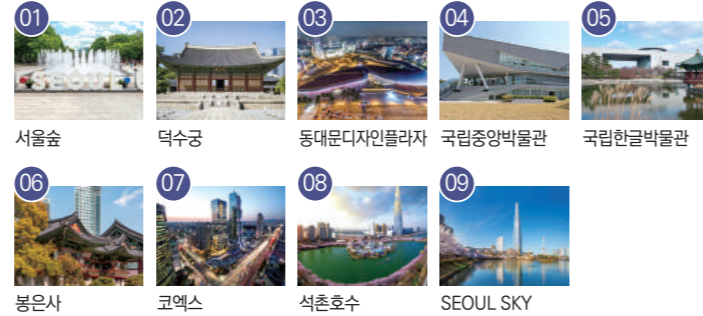 01
02
03
04
05
SEOUL
서울숲
덕수궁
동대문디자인플라자
국립중앙박물관
국립한글박물관
06
07
08
09
봉은사
코엑스
석촌호수
SEOUL SKY